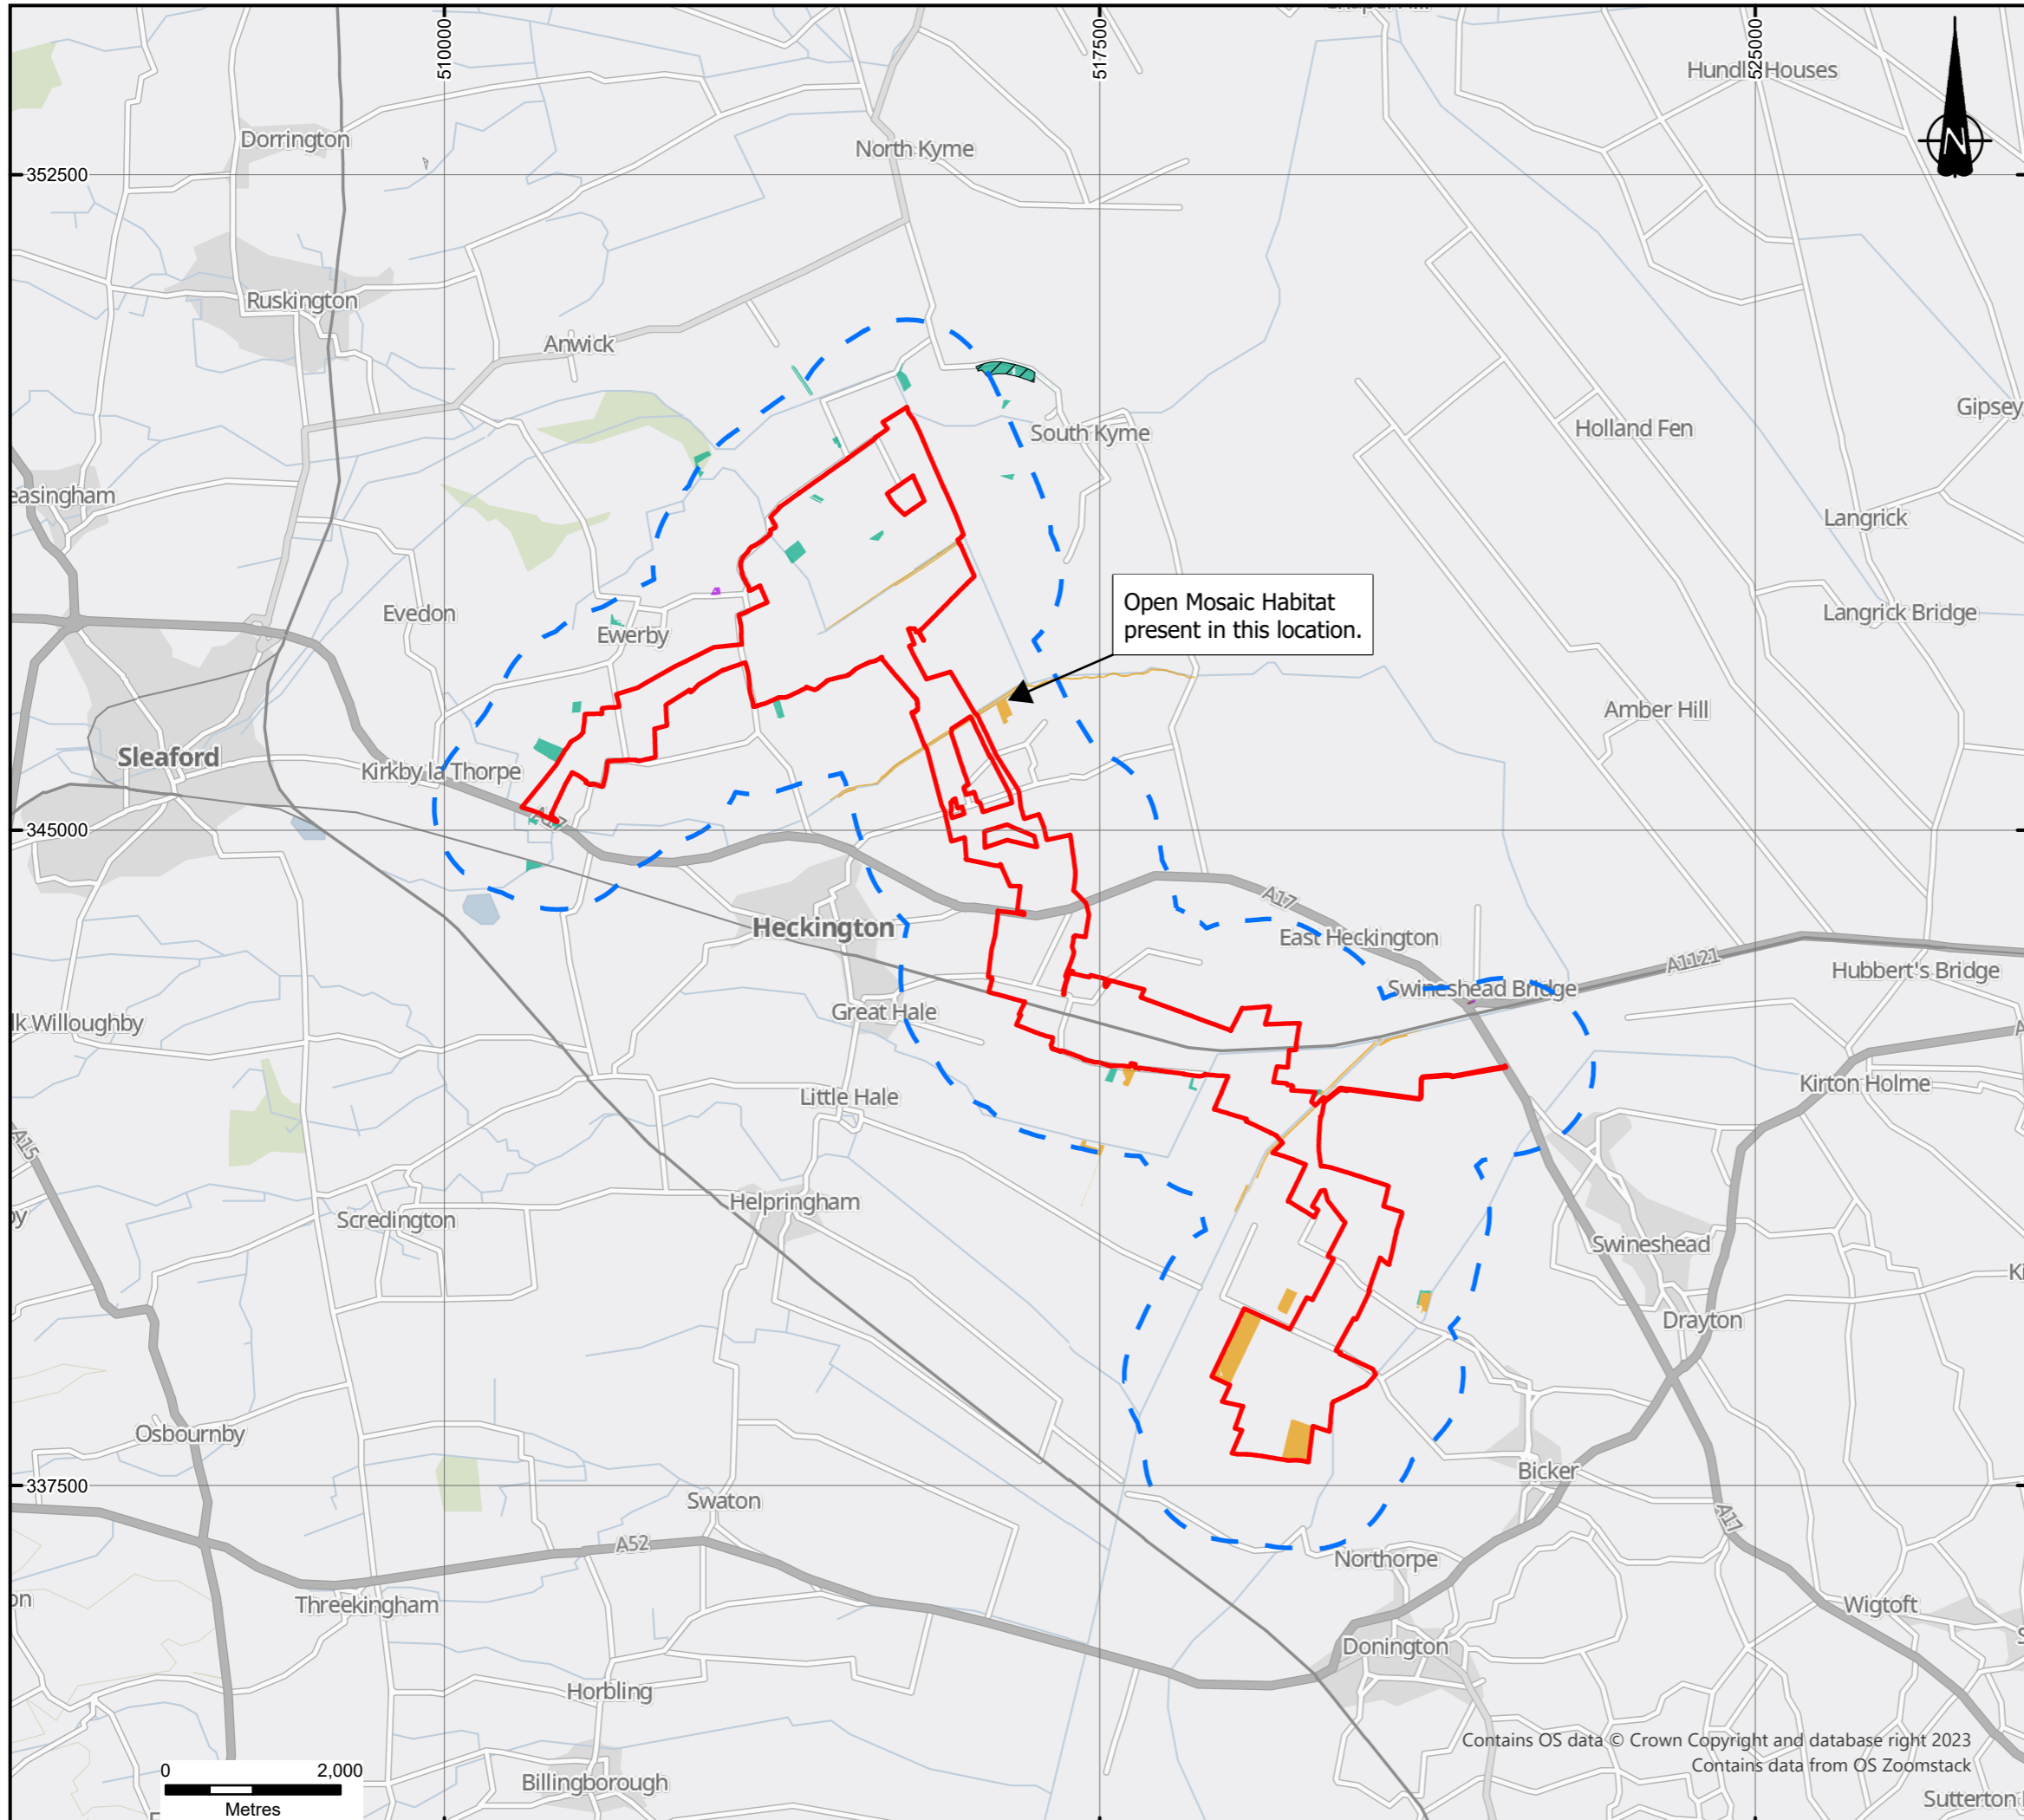 510000
517500
525000
Hundle Houses
Dorrington
North Kyme
352500
Ruskington
Anwick
Gipsey
South Kyme
Holland Fen
easingham
Langrick
Open Mosaic Habitat
present in this location.
Evedon
Ewerby
Langrick Bridge
Amber Hill
Sleaford
Kirkby la Thorpe
A17
345000
A17
Heckington
East Heckington
A1121
Swineshead Bridge
Hubbert's Bridge
lk Willoughby
Great Hale
A
Kirton Holme
Little Hale
A15
Helpringham
Scredington
Swineshead
Ki
Drayton
Osbournby
Bicker
337500
Swaton
A17
A52
Northorpe
Threekingham
Wigtoft
on
Donington
Horbling
Contains OS data © Crown Copyright and database right 2023
Contains data from OS Zoomstack
0 2,000
Metres
Billingborough
Sutterton
N